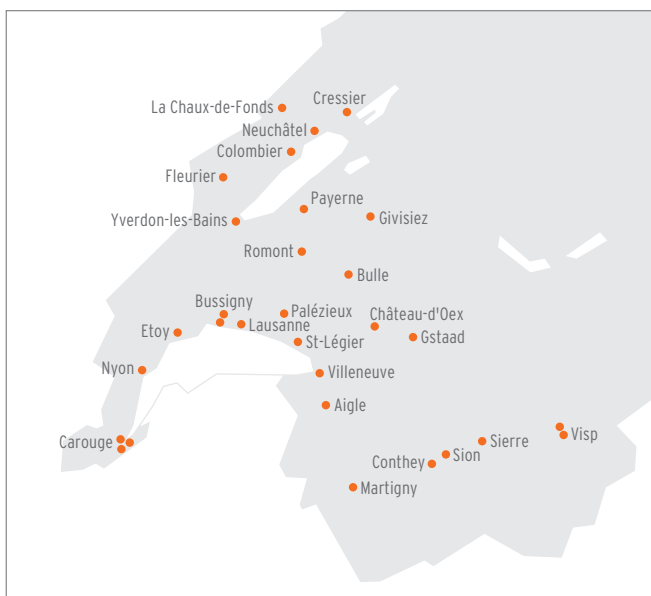 Cressier
La Chaux-de-Fonds
Neuchâtel
Colombier
Fleurier
Payerne
Givisiez
Yverdon-les-Bains
Romont
Bulle
Bussigny
Palézieux
Château-d'Oex
Etoy
Lausanne
Gstaad
St-Légier
Nyon
Villeneuve
Aigle
Carouge
Visp
Sierre
Sion
Conthey
Martigny